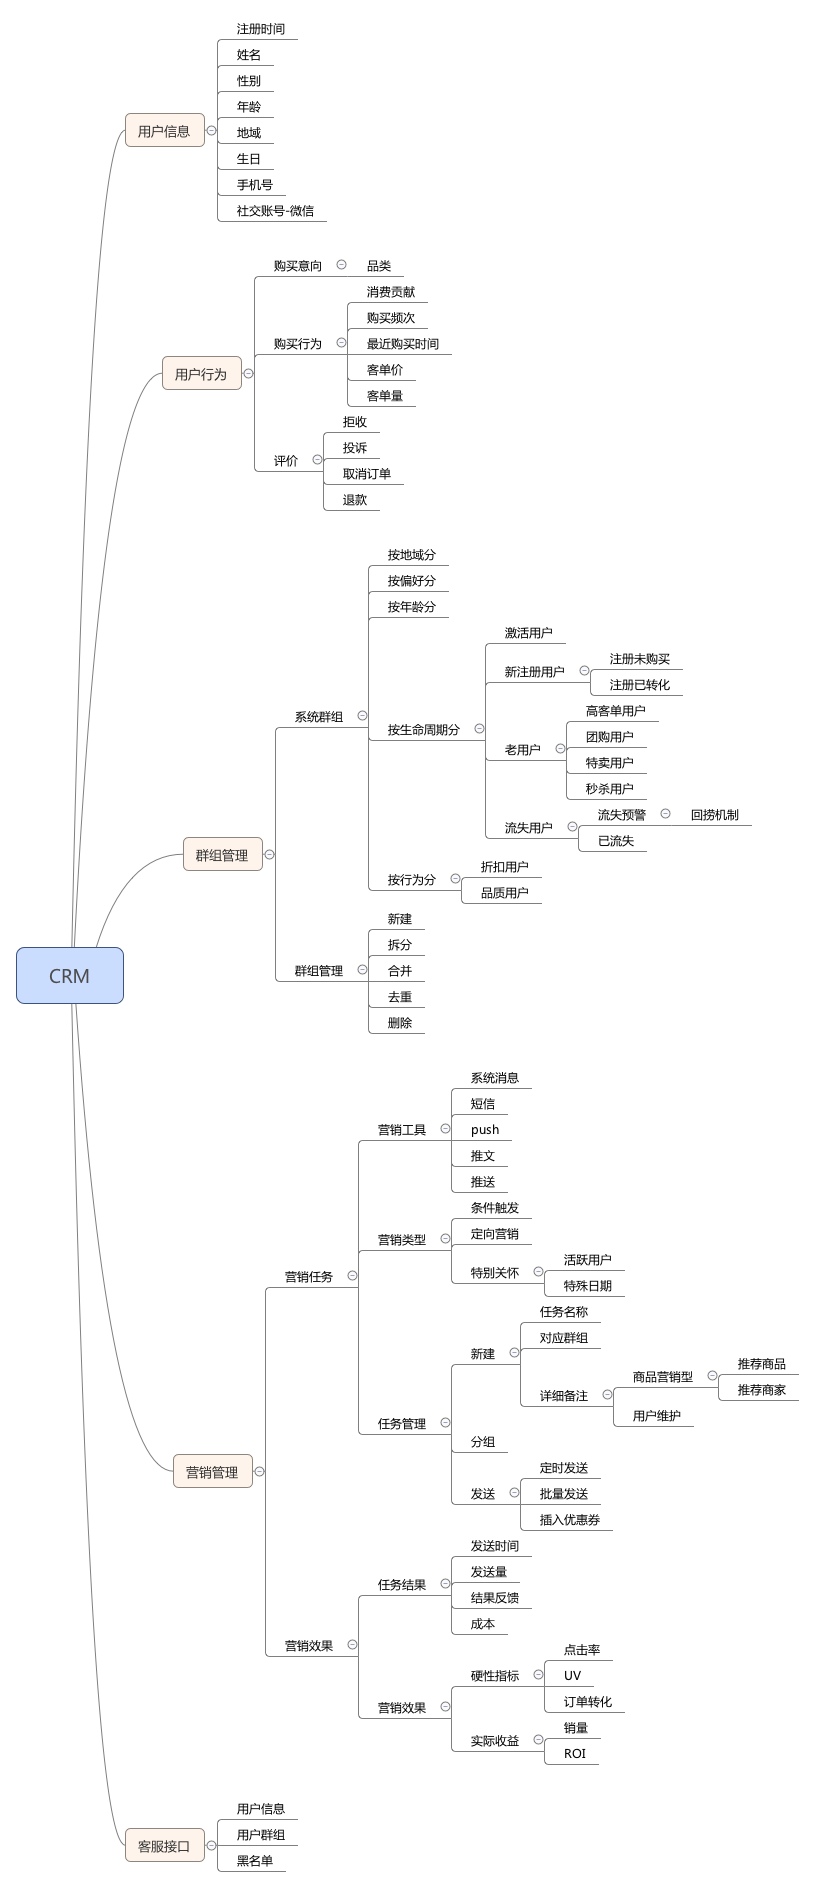 注册时间
姓名
性别
年龄
用户信息
地域
生日
手机号
社交账号-微信
购买意向
品类
消费贡献
购买频次
购买行为
最近购买时间
客单价
用户行为
客单量
拒收
投诉
评价
取消订单
退款
按地域分
按偏好分
按年龄分
激活用户
注册未购买
新注册用户
注册已转化
高客单用户
系统群组
按生命周期分
团购用户
老用户
特卖用户
秒杀用户
流失预警
回捞机制
流失用户
已流失
群组管理
折扣用户
按行为分
品质用户
新建
拆分
群组管理
合并
去重
删除
CRM
系统消息
短信
营销工具
push
推文
推送
条件触发
营销类型
定向营销
活跃用户
特别关怀
营销任务
特殊日期
任务名称
对应群组
新建
推荐商品
商品营销型
推荐商家
详细备注
用户维护
任务管理
分组
定时发送
营销管理
发送
批量发送
插入优惠券
发送时间
发送量
任务结果
结果反馈
成本
营销效果
点击率
硬性指标
UV
订单转化
营销效果
销量
实际收益
ROI
用户信息
用户群组
客服接口
黑名单